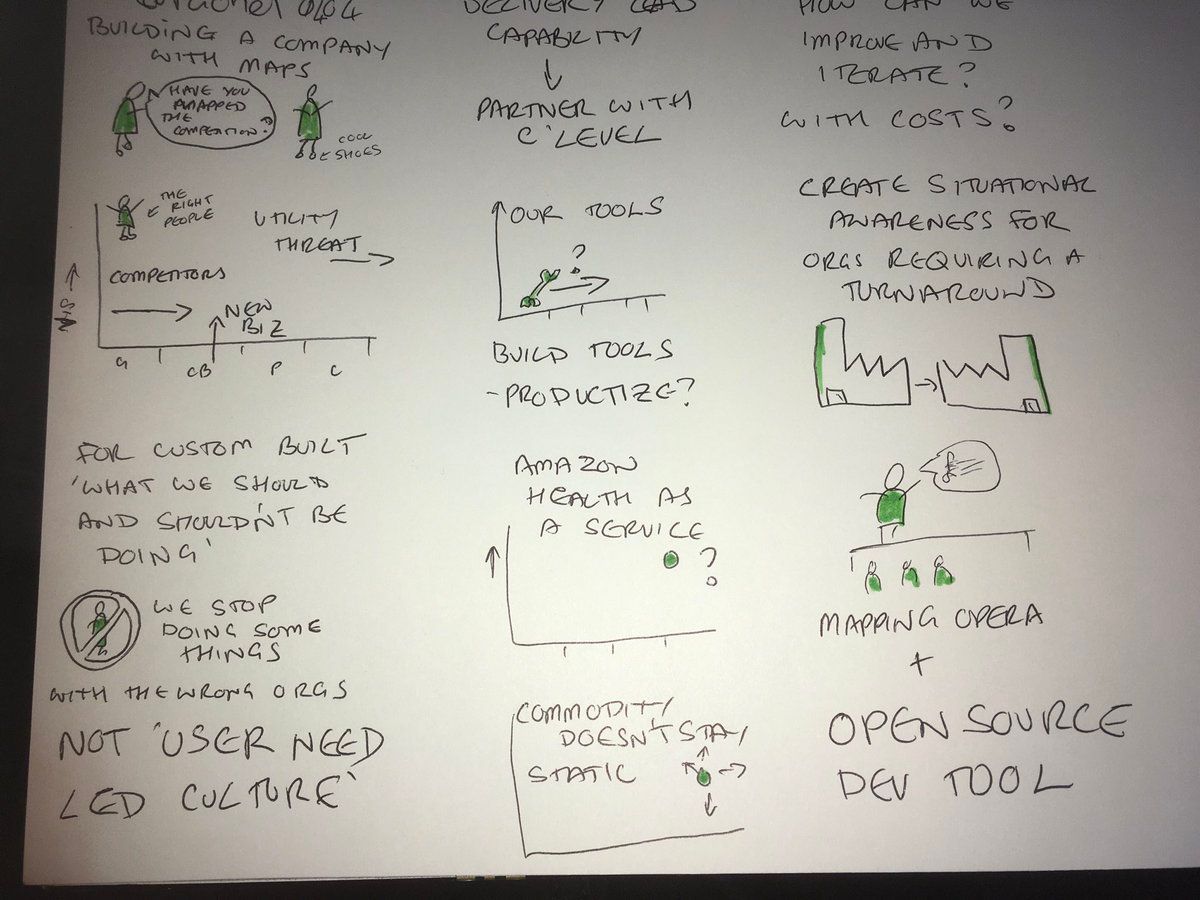 BUILDING A COMPANY
WITH MAPS
HAVE YOU
MAPPED
THE
COMPETITION?
COOL
SHOES
THE
RIGHT
PEOPLE
UTILITY
THREAT
COMPETITORS
NEW
BIZ
G
CB
P
C
FOR CUSTOM BUILT
'WHAT WE SHOULD
AND SHOULDN'T BE
DOING'
WE STOP
DOING SOME
THINGS
WITH THE WRONG ORGS
NOT 'USER NEED
LED CULTURE'
DELIVERY LEAD
CAPABILITY
PARTNER WITH
C'LEVEL
OUR TOOLS
?
BUILD TOOLS
- PRODUCTIZE?
AMAZON
HEALTH AS
A SERVICE
?
COMMODITY
DOESN'T STAY
STATIC
HOW CAN WE
IMPROVE AND
ITERATE?
WITH COSTS?
CREATE SITUATIONAL
AWARENESS FOR
ORGS REQUIRING A
TURNAROUND
MAPPING OPERA
+
OPEN SOURCE
DEV TOOL